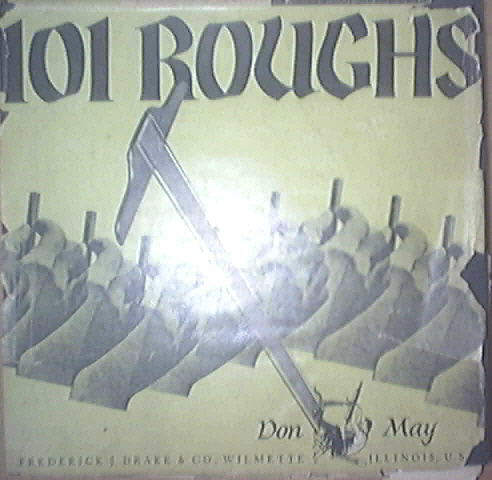 101 ROUGHS
Don May
FREDERICK J. DRAKE & CO., WILMETTE, ILLINOIS, U.S.